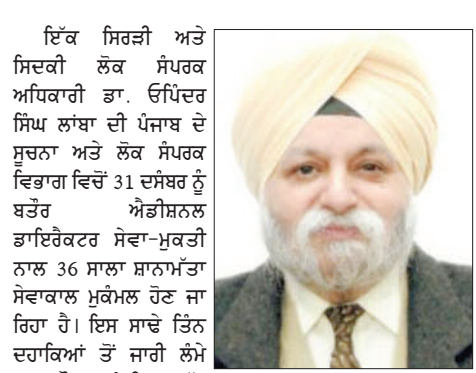 ਇੱਕ ਸਿਰੜੀ ਅਤੇ
ਸਿਦਕੀ ਲੋਕ ਸੰਪਰਕ
ਅਧਿਕਾਰੀ ਡਾ. ਓਪਿੰਦਰ
ਸਿੰਘ ਲਾਂਬਾ ਦੀ ਪੰਜਾਬ ਦੇ
ਸੂਚਨਾ ਅਤੇ ਲੋਕ ਸੰਪਰਕ
ਵਿਭਾਗ ਵਿਚੋਂ 31 ਦਸੰਬਰ ਨੂੰ
ਬਤੌਰ ਐਡੀਸ਼ਨਲ
ਡਾਇਰੈਕਟਰ ਸੇਵਾ-ਮੁਕਤੀ
ਨਾਲ 36 ਸਾਲਾ ਸ਼ਾਨਾਮੱਤਾ
ਸੇਵਾਕਾਲ ਮੁਕੰਮਲ ਹੋਣ ਜਾ
ਰਿਹਾ ਹੈ। ਇਸ ਸਾਢੇ ਤਿੰਨ
ਦਹਾਕਿਆਂ ਤੋਂ ਜਾਰੀ ਲੰਮੇ